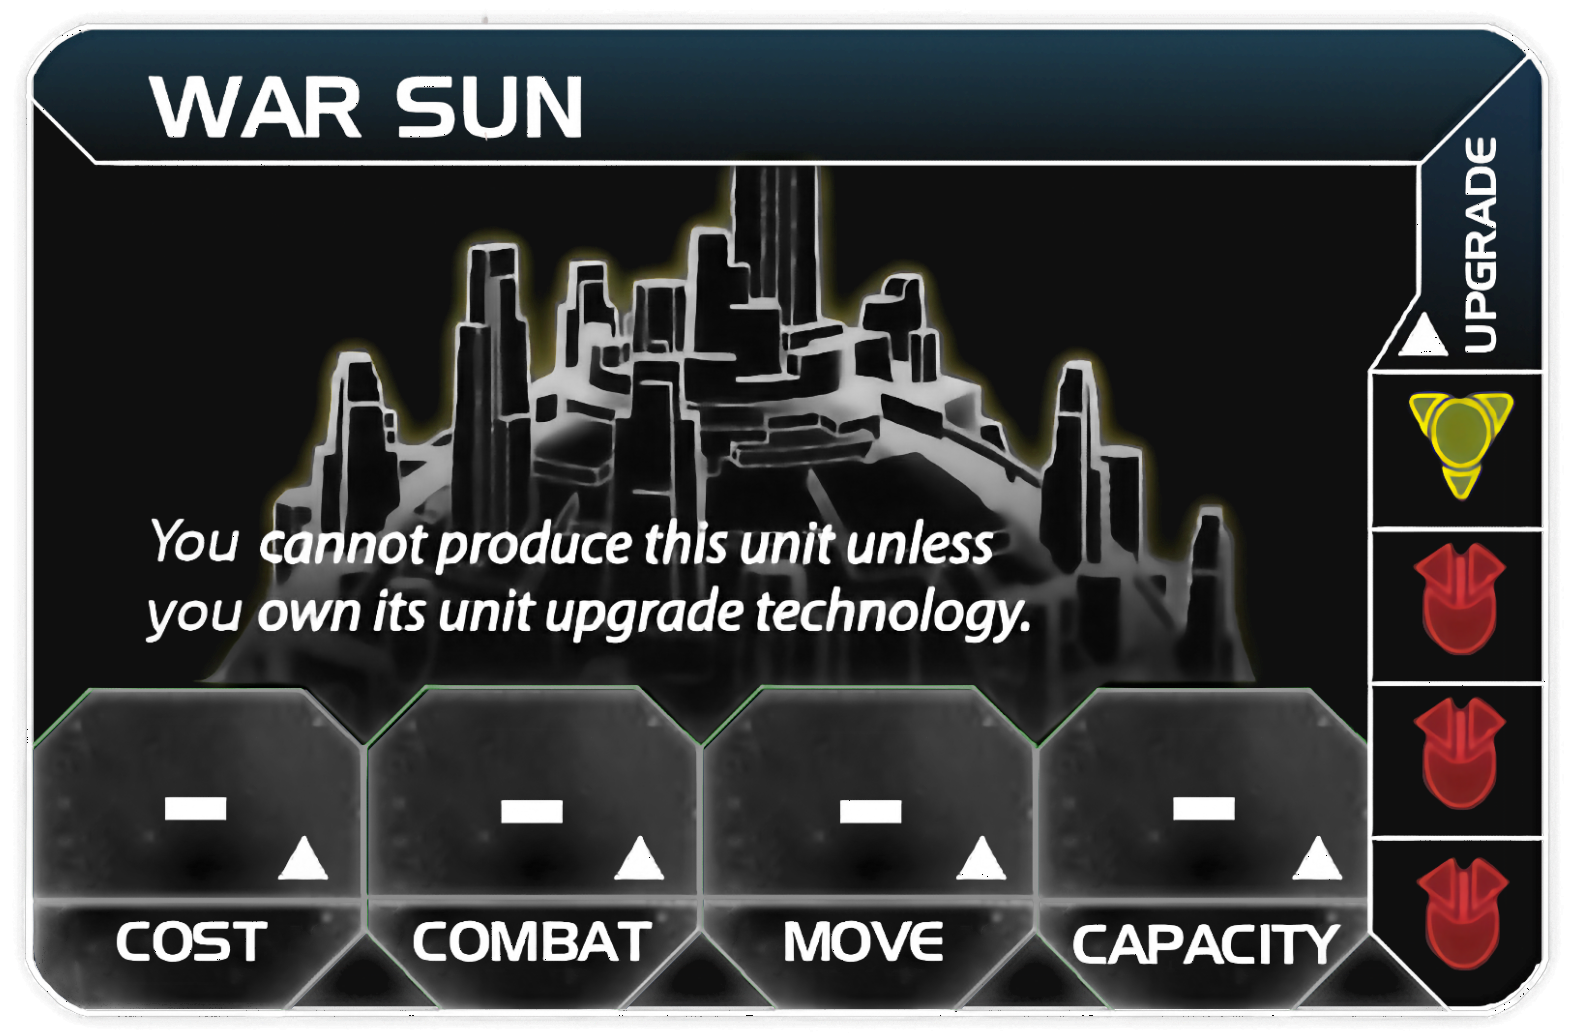 WAR SUN
UPGRADE
You cannot produce this unit unless
you own its unit upgrade technology.
- - - -
COST COMBAT MOVE CAPACITY